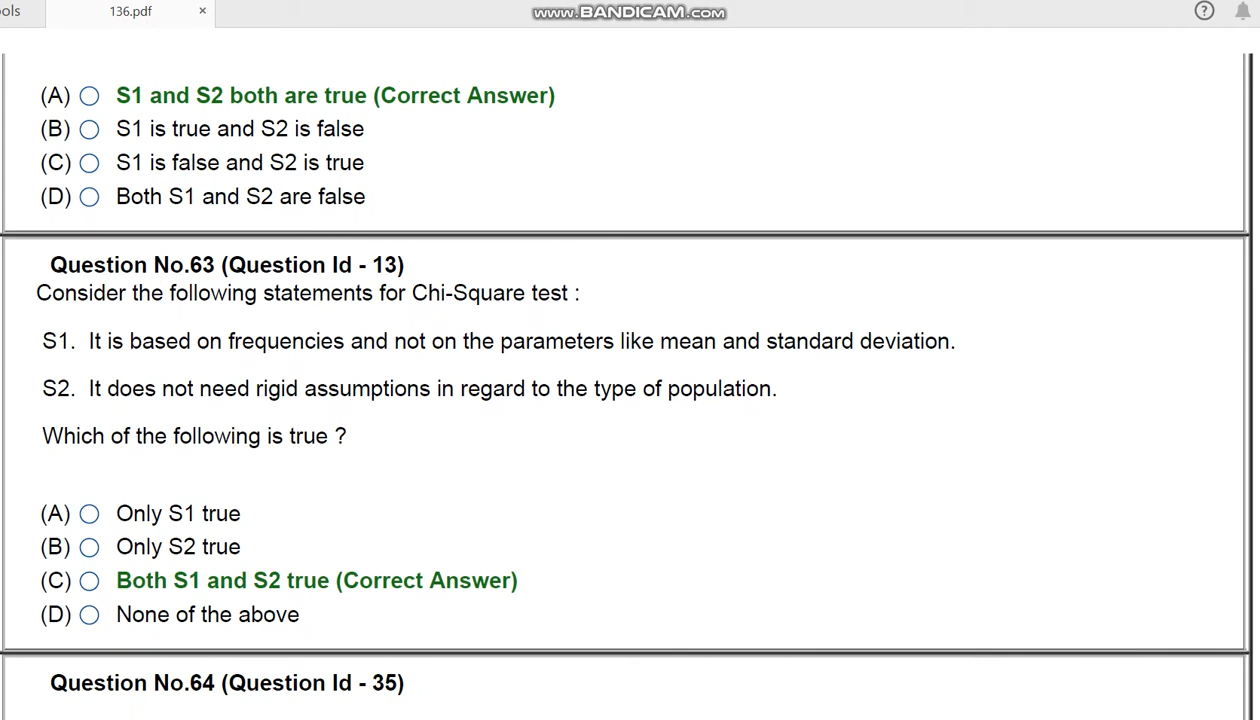 ols 136.pdf × www.BANDICAM.com ?
(A) S1 and S2 both are true (Correct Answer)
(B) S1 is true and S2 is false
(C) S1 is false and S2 is true
(D) Both S1 and S2 are false
Question No.63 (Question Id - 13)
Consider the following statements for Chi-Square test :
S1. It is based on frequencies and not on the parameters like mean and standard deviation.
S2. It does not need rigid assumptions in regard to the type of population.
Which of the following is true ?
(A) Only S1 true
(B) Only S2 true
(C) Both S1 and S2 true (Correct Answer)
(D) None of the above
Question No.64 (Question Id - 35)